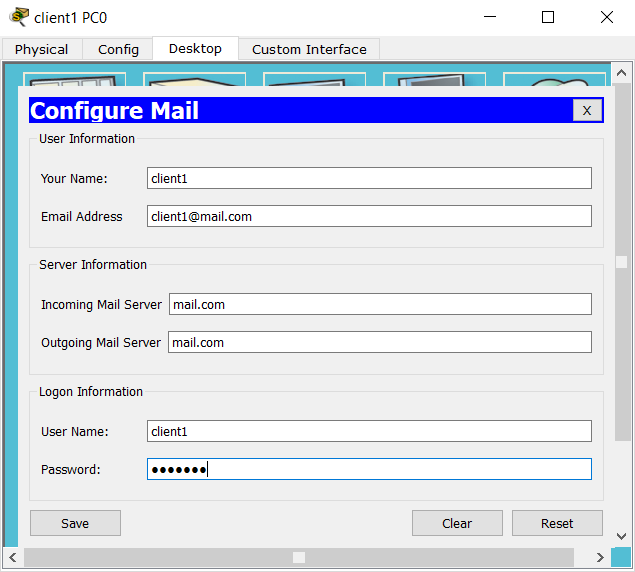 client1 PC0
Physical Config Desktop Custom Interface
Configure Mail X
User Information
Your Name: client1
Email Address client1@mail.com
Server Information
Incoming Mail Server mail.com
Outgoing Mail Server mail.com
Logon Information
User Name: client1
Password: ●●●●●●●
Save Clear Reset